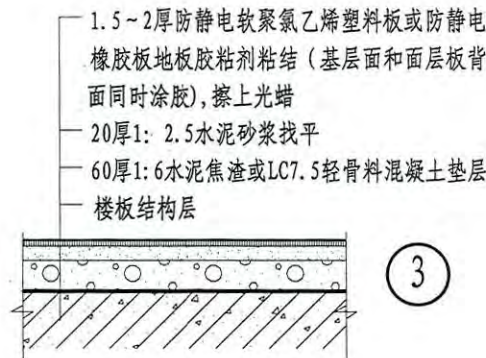 1.5~2厚防静电软聚氯乙烯塑料板或防静电
橡胶板地板胶粘剂粘结(基层面和面层板背
面同时涂胶),擦上光蜡
20厚1: 2.5水泥砂浆找平
60厚1:6水泥焦渣或LC7.5轻骨料混凝土垫层
楼板结构层
3